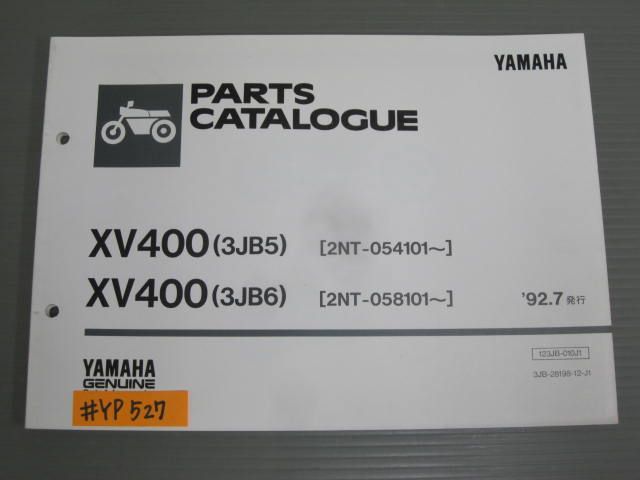 YAMAHA
PARTS
CATALOGUE
XV400 (3JB5) [2NT-054101~]
XV400 (3JB6) [2NT-058101~] '92.7 発行
123JB-010J1
3JB-28198-12-J1
YAMAHA
GENUINE
#YP527